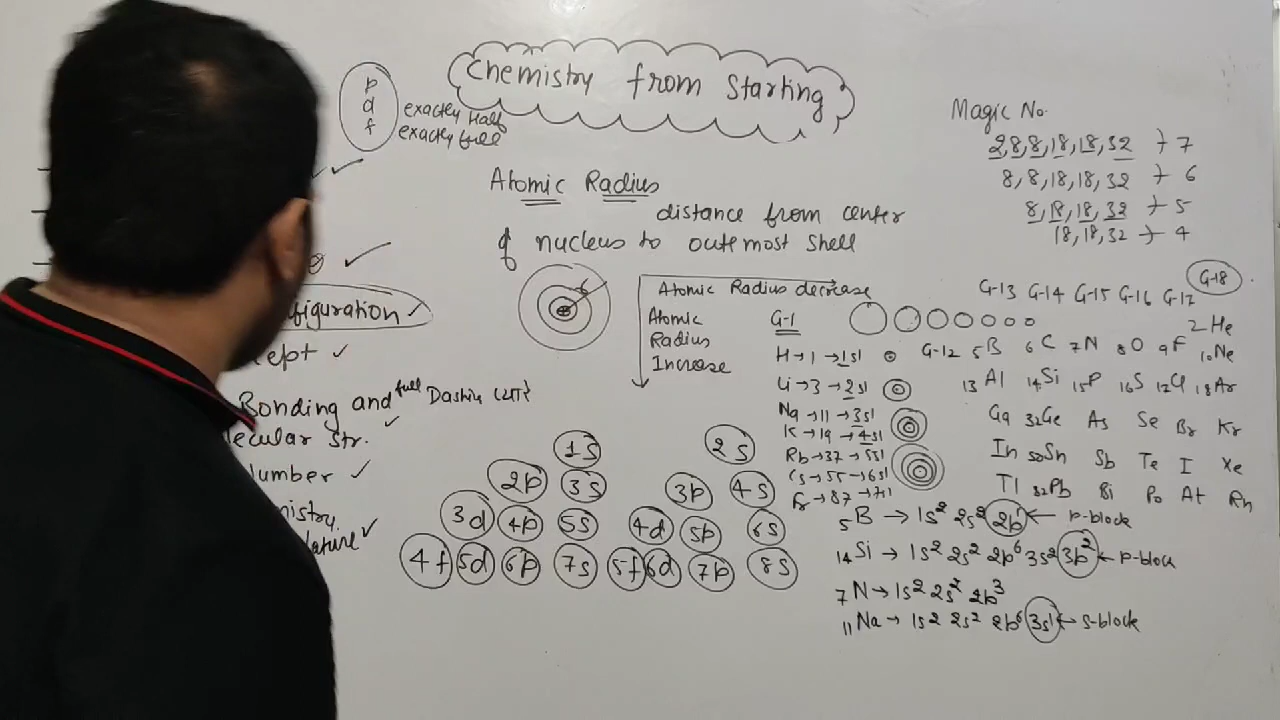 Chemistry from Starting
p
d
f
exactly Half
exactly full
Atomic Radius
distance from center
of nucleus to outermost shell
figuration
cept
Bonding and full Dashing
lecular Str.
umber
mistry
lature
1s 2s
2p 3s 3p 4s
3d 4p 5s 4d 5p 6s
4f 5d 6p 7s 5f 6d 7p 8s
Atomic Radius decrease
Atomic
Radius
Increase
G-1
H→1→1s1
Li→3→2s1
Na→11→3s1
K→19→4s1
Rb→37→5s1
Cs→55→6s1
Fr→87→7s1
Magic No.
2,8,8,18,18,32 → 7
8,8,18,18,32 → 6
8,18,18,32 → 5
18,18,32 → 4
G-18
G-13 G-14 G-15 G-16 G-17
2He
G-12 5B 6C 7N 8O 9F 10Ne
13Al 14Si 15P 16S 17Cl 18Ar
Ga 32Ge As Se Br Kr
In 50Sn Sb Te I Xe
Tl 82Pb Bi Po At Rn
5B → 1s² 2s² 2p¹ ← p-block
14Si → 1s² 2s² 2p⁶ 3s² 3p² ← p-block
7N → 1s² 2s² 2p³
11Na → 1s² 2s² 2p⁶ 3s¹ ← s-block